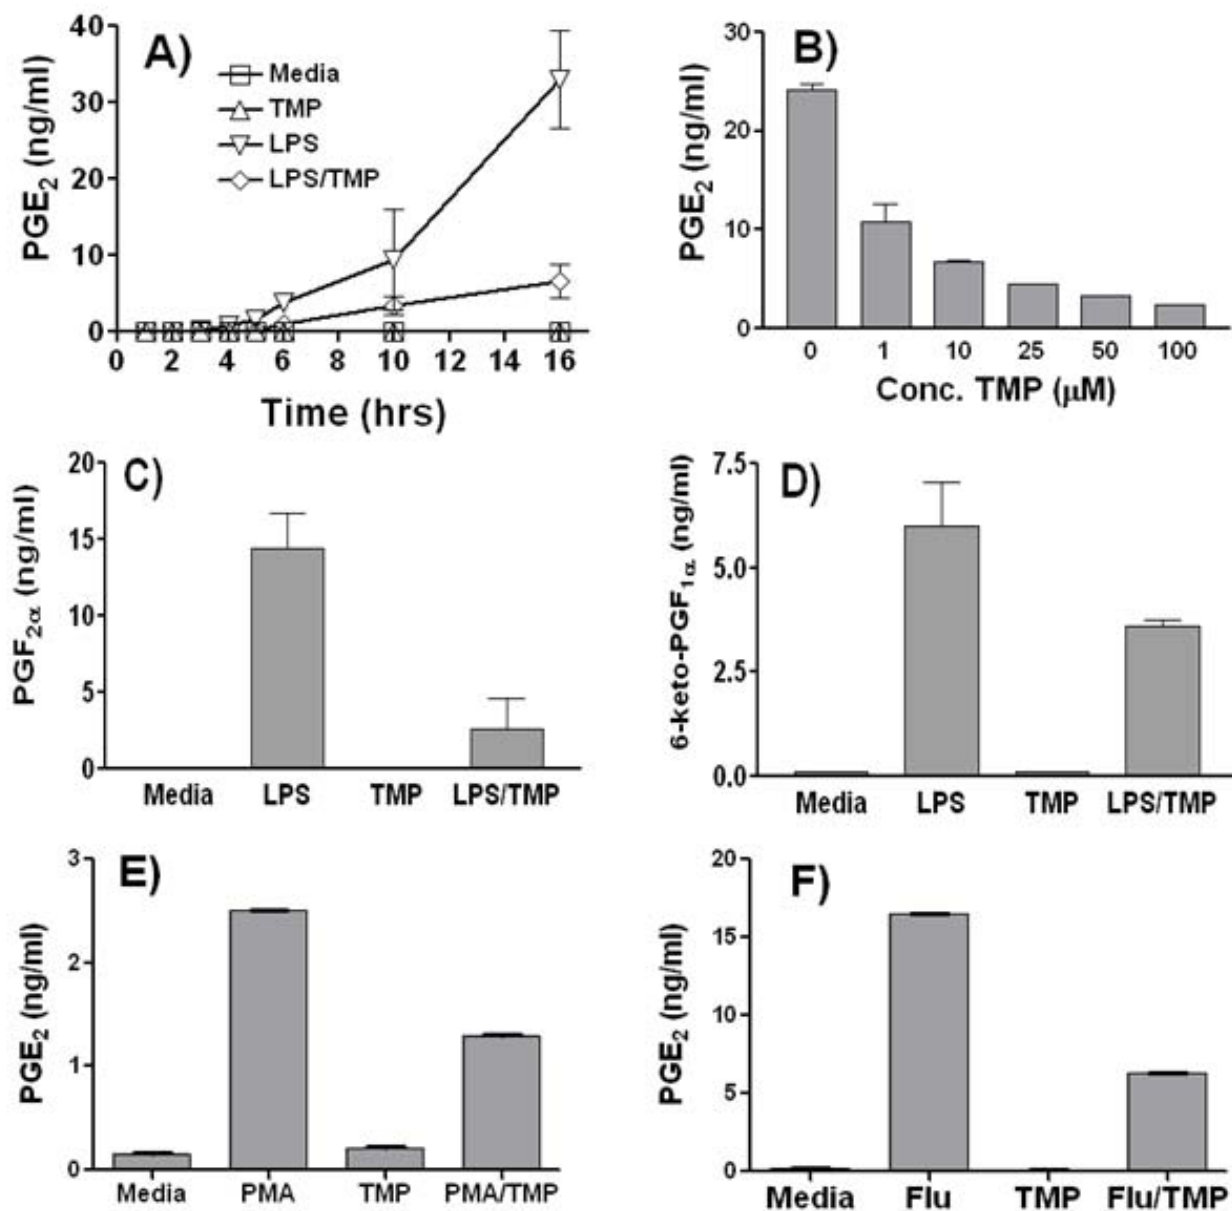 A)
PGE2 (ng/ml)
40
30
20
10
0
Media
TMP
LPS
LPS/TMP
0 2 4 6 8 10 12 14 16
Time (hrs)
B)
PGE2 (ng/ml)
30
20
10
0
0 1 10 25 50 100
Conc. TMP (μM)
C)
PGF2α (ng/ml)
20
15
10
5
0
Media LPS TMP LPS/TMP
D)
6-keto-PGF1α (ng/ml)
7.5
5.0
2.5
0.0
Media LPS TMP LPS/TMP
E)
PGE2 (ng/ml)
3
2
1
0
Media PMA TMP PMA/TMP
F)
PGE2 (ng/ml)
20
15
10
5
0
Media Flu TMP Flu/TMP